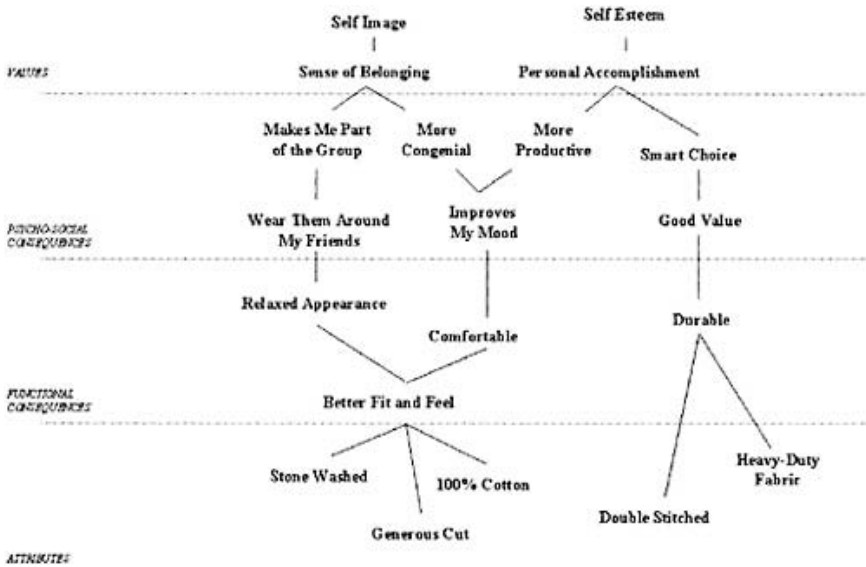 Self Image
Self Esteem
VALUES
Sense of Belonging
Personal Accomplishment
Makes Me Part
of the Group
More
Congenial
More
Productive
Smart Choice
PSYCHO-SOCIAL
CONSEQUENCES
Wear Them Around
My Friends
Improves
My Mood
Good Value
Relaxed Appearance
Comfortable
Durable
FUNCTIONAL
CONSEQUENCES
Better Fit and Feel
Stone Washed
100% Cotton
Heavy-Duty
Fabric
Generous Cut
Double Stitched
ATTRIBUTES